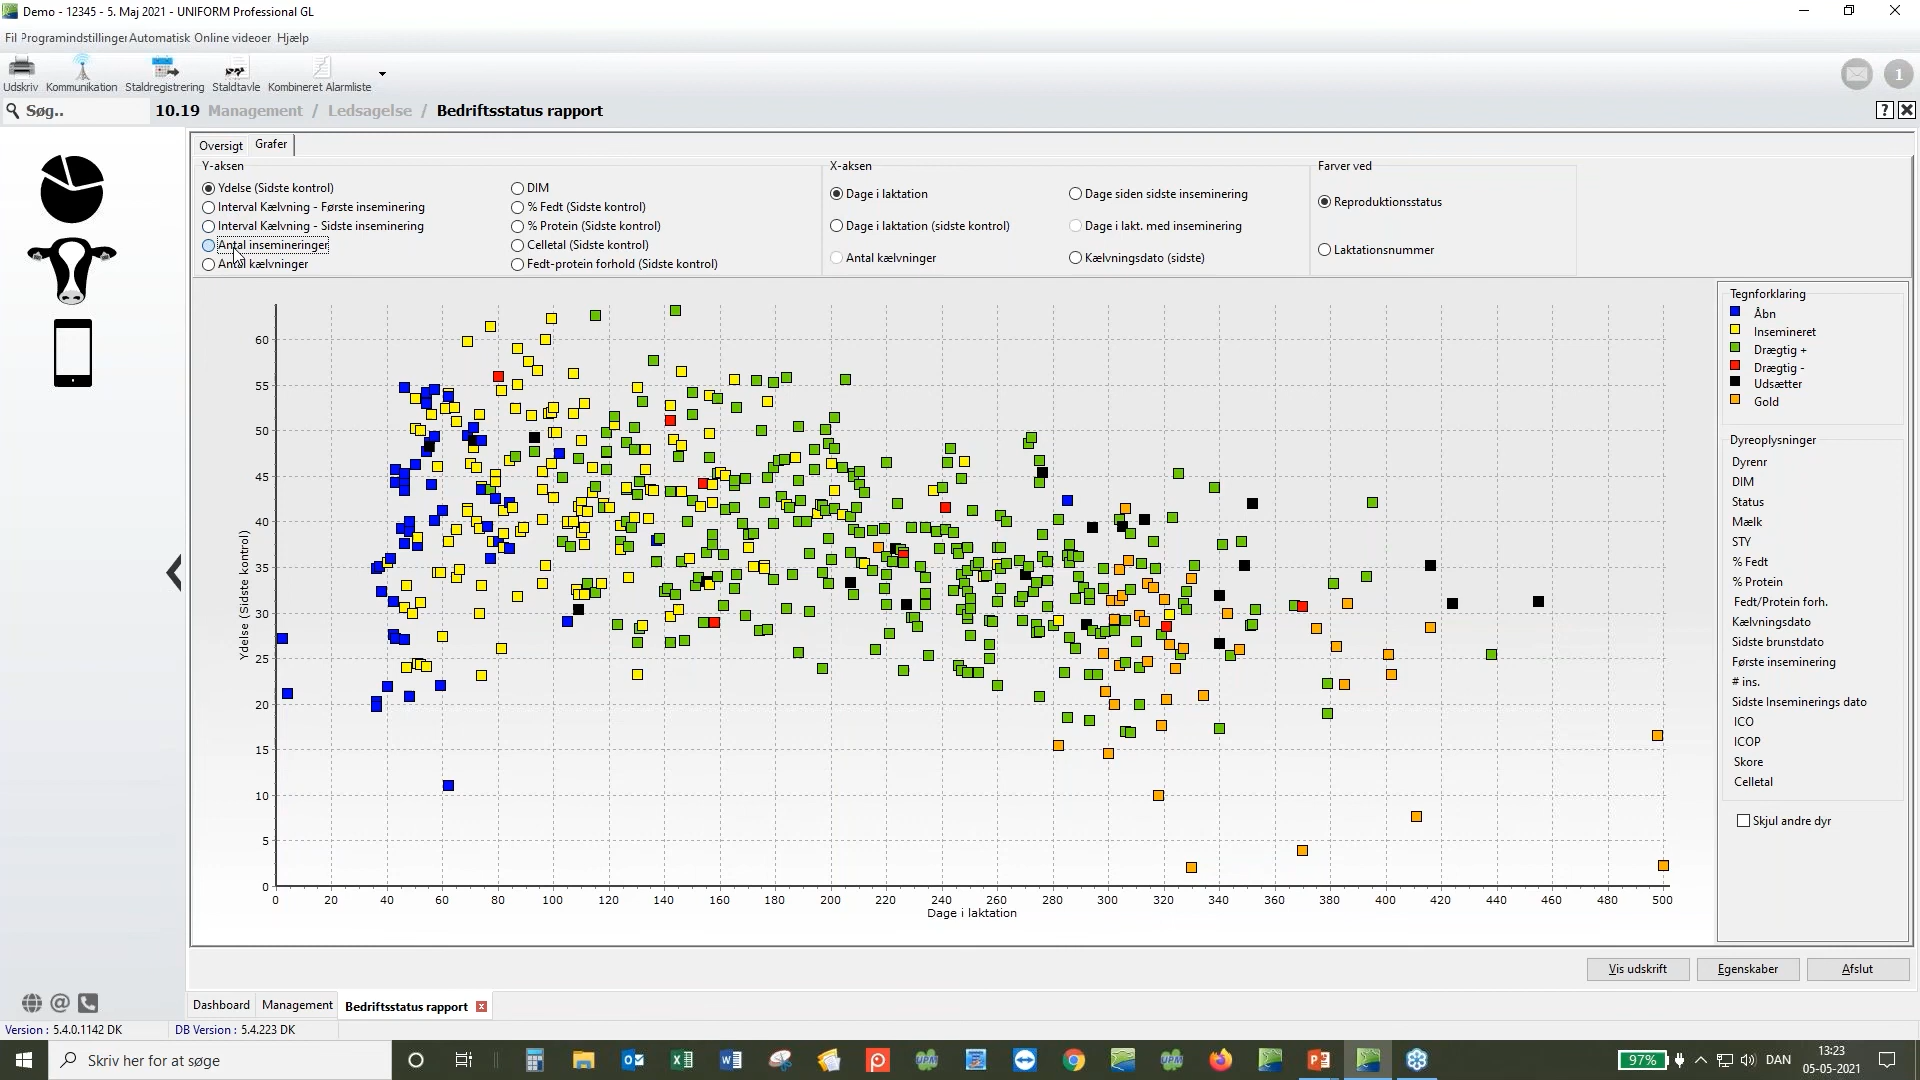 Demo - 12345 - 5. Maj 2021 - UNIFORM Professional GL
Fil Programindstillinger Automatisk Online videoer Hjælp
Udskriv Kommunikation Staldregistrering Staldtavle Kombineret Alarmliste
1
Søg.. 10.19 Management / Ledsagelse / Bedriftsstatus rapport
?
Oversigt Grafer
Y-aksen X-aksen Farver ved
Ydelse (Sidste kontrol) DIM Dage i laktation Dage siden sidste inseminering Reproduktionsstatus
Interval Kælvning - Første inseminering % Fedt (Sidste kontrol)
Interval Kælvning - Sidste inseminering % Protein (Sidste kontrol) Dage i laktation (sidste kontrol) Dage i lakt. med inseminering
Antal insemineringer Celletal (Sidste kontrol) Laktationsnummer
Antal kælvninger Fedt-protein forhold (Sidste kontrol) Antal kælvninger Kælvningsdato (sidste)
Ydelse (Sidste kontrol)
60
55
50
45
40
35
30
25
20
15
10
5
0
0 20 40 60 80 100 120 140 160 180 200 220 240 260 280 300 320 340 360 380 400 420 440 460 480 500
Dage i laktation
Tegnforklaring
Åbn
Insemineret
Drægtig +
Drægtig -
Udsætter
Gold
Dyreoplysninger
Dyrenr
DIM
Status
Mælk
STY
% Fedt
% Protein
Fedt/Protein forh.
Kælvningsdato
Sidste brunstdato
Første inseminering
# ins.
Sidste Inseminerings dato
ICO
ICOP
Skore
Celletal
Skjul andre dyr
Vis udskrift Egenskaber Afslut
Dashboard Management Bedriftsstatus rapport
Version : 5.4.0.1142 DK DB Version : 5.4.223 DK
Skriv her for at søge
97% DAN 13:23
05-05-2021